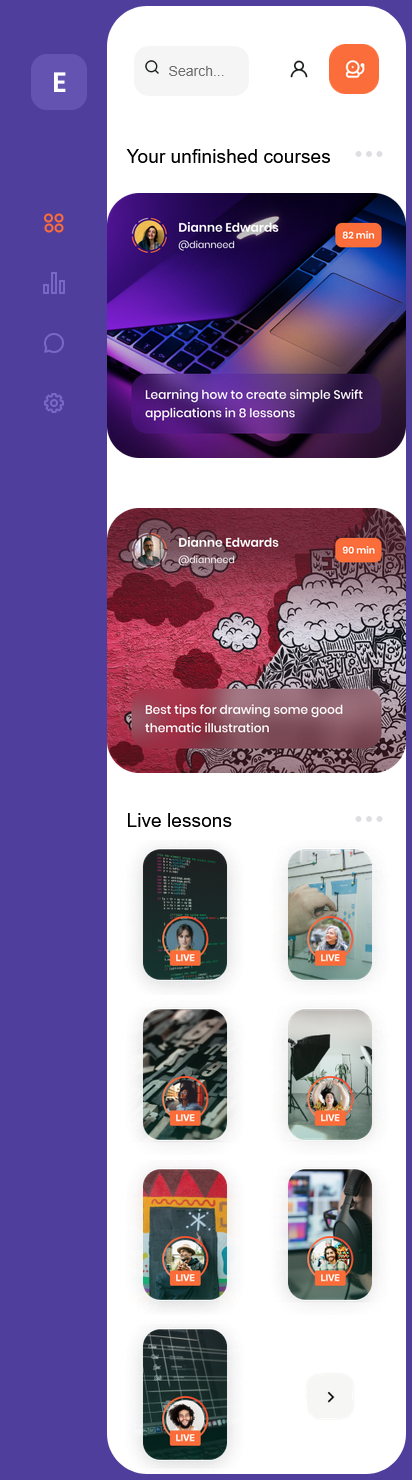 E
Search...
Your unfinished courses
Dianne Edwards
@dianneed
82 min
Learning how to create simple Swift
applications in 8 lessons
Dianne Edwards
@dianneed
90 min
Best tips for drawing some good
thematic illustration
Live lessons
LIVE
LIVE
LIVE
LIVE
LIVE
LIVE
LIVE